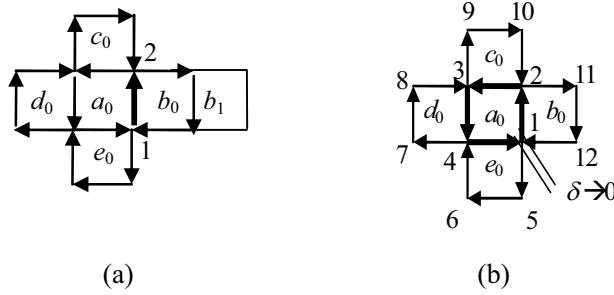 c₀
2
d₀ a₀ b₀ b₁
1
e₀
(a)
9 10
c₀
8 3 2 11
d₀ a₀ b₀
1
7 4 12
e₀
δ→0
6 5
(b)